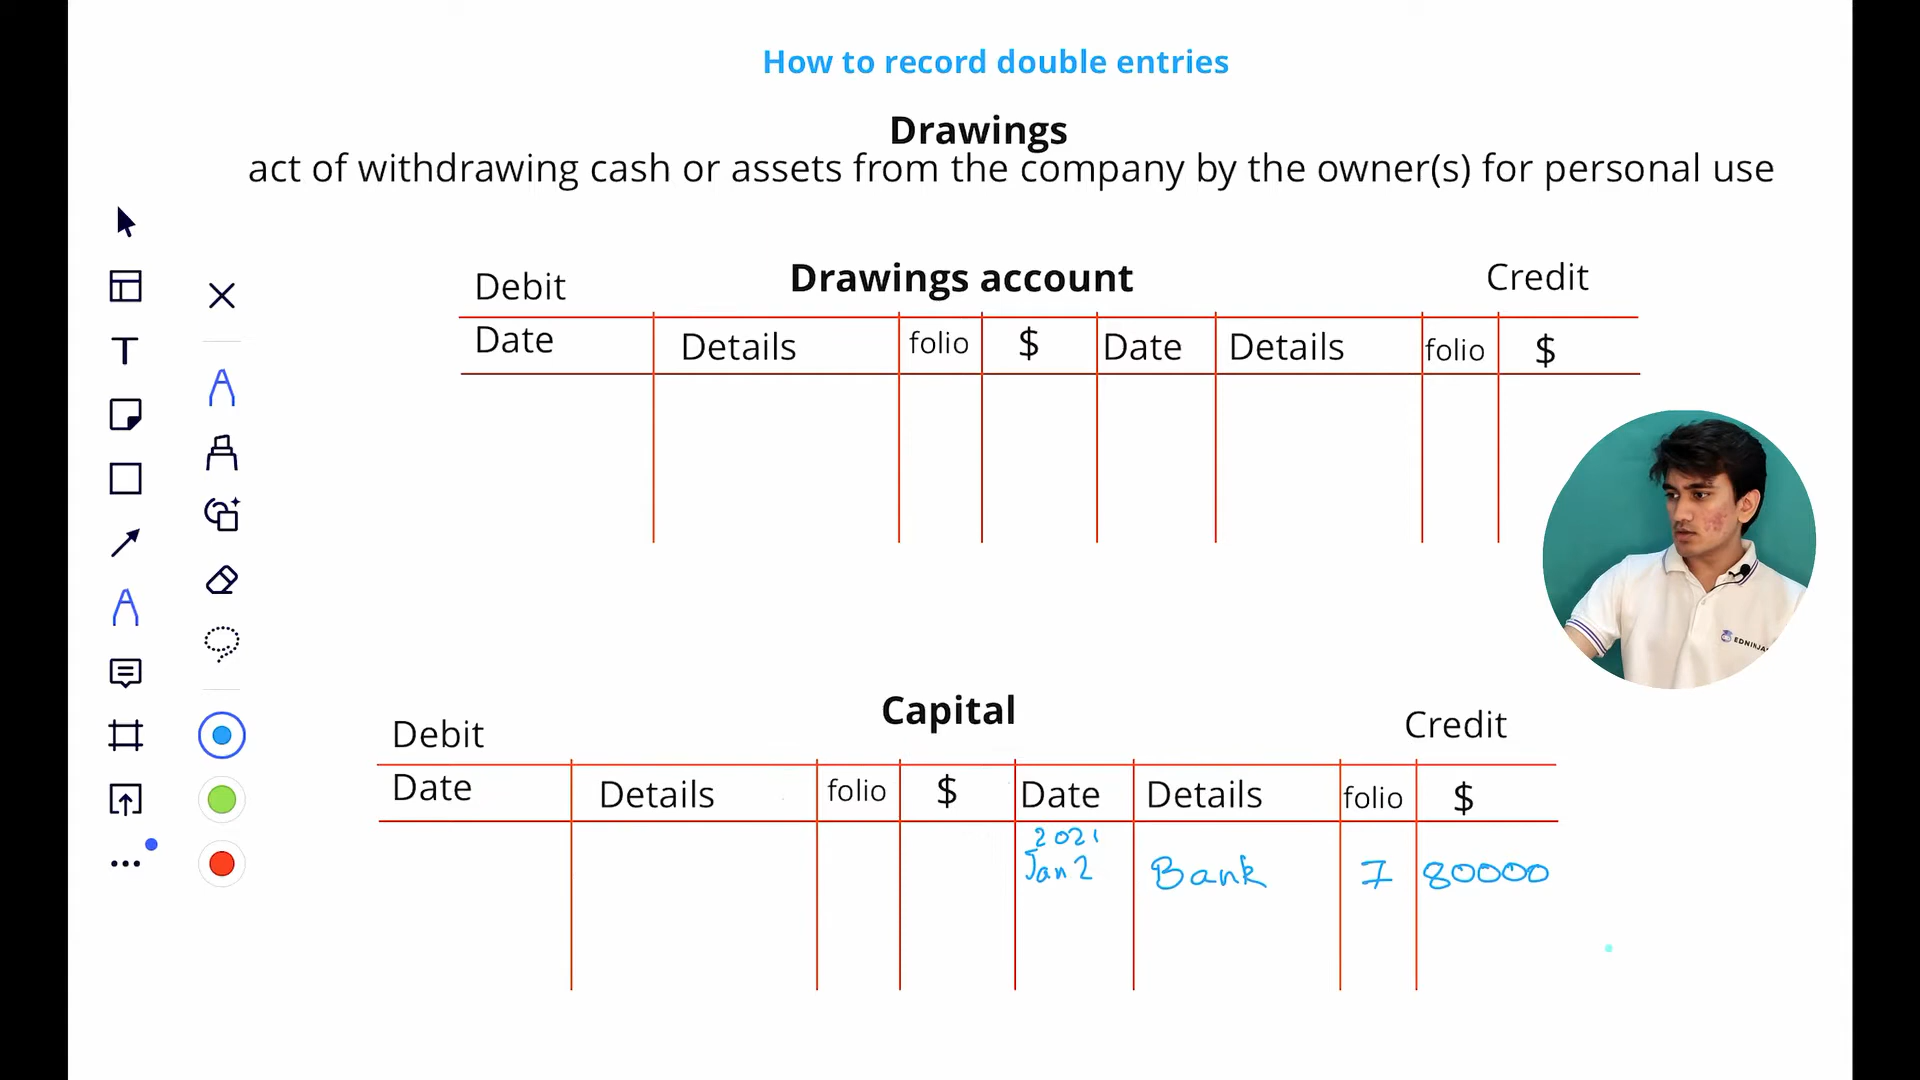 How to record double entries
Drawings
act of withdrawing cash or assets from the company by the owner(s) for personal use
Debit Drawings account Credit
Date Details folio $ Date Details folio $
EDNINJA
Debit Capital Credit
Date Details folio $ Date Details folio $
2021
Jan 2 Bank 7 80000